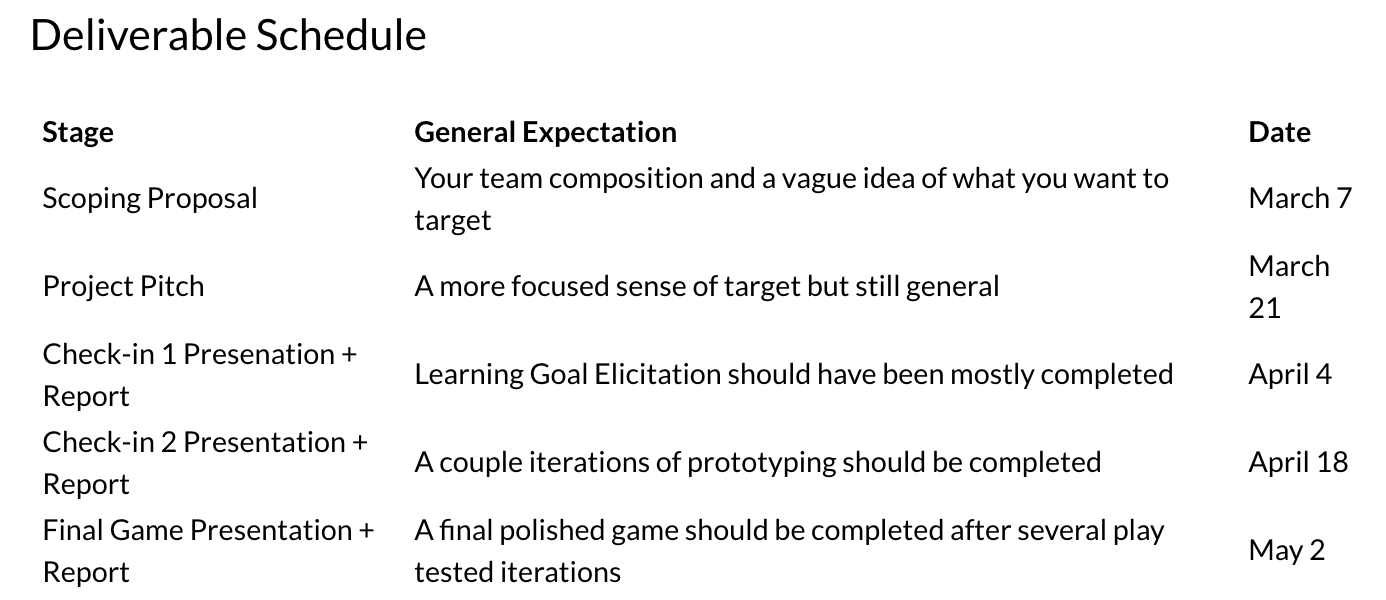 Deliverable Schedule
Stage General Expectation Date
Scoping Proposal
Your team composition and a vague idea of what you want to
target
March 7
Project Pitch
A more focused sense of target but still general
March
21
Check-in 1 Presenation +
Report
Learning Goal Elicitation should have been mostly completed
April 4
Check-in 2 Presentation +
Report
A couple iterations of prototyping should be completed
April 18
Final Game Presentation +
Report
A final polished game should be completed after several play
tested iterations
May 2